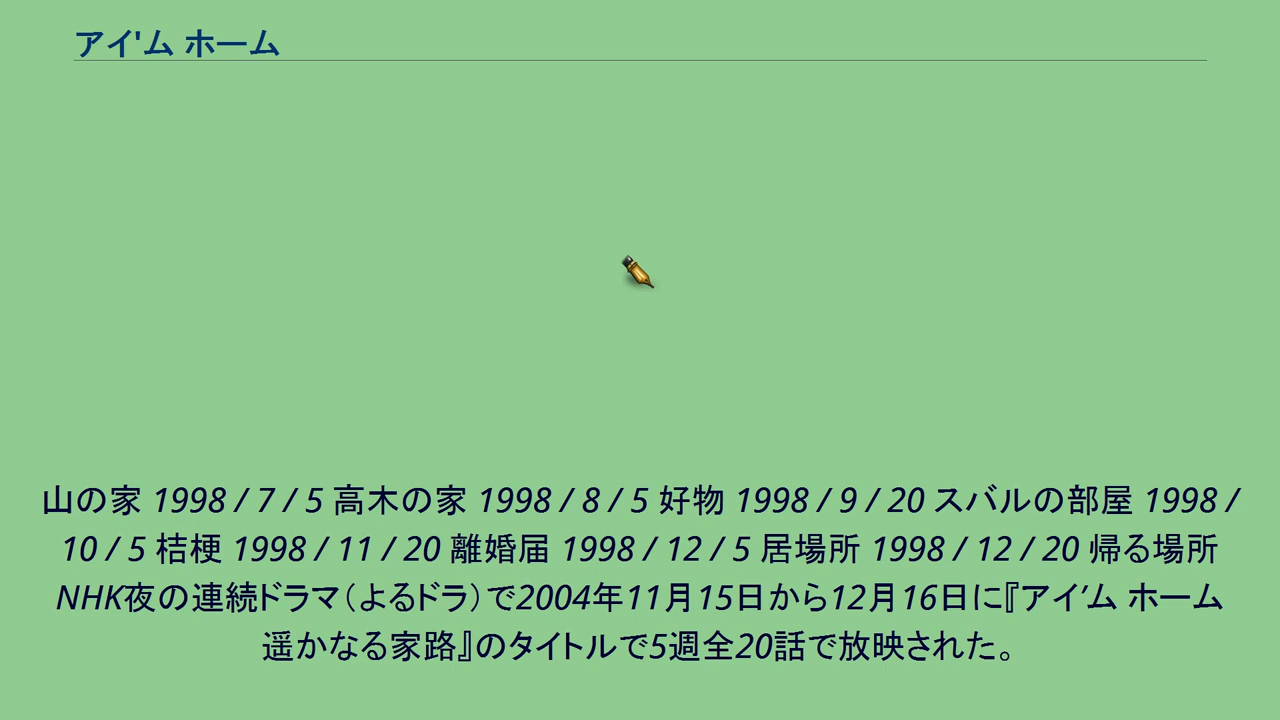 アイ'ム ホーム
山の家 1998 / 7 / 5 高木の家 1998 / 8 / 5 好物 1998 / 9 / 20 スバルの部屋 1998 /
10 / 5 桔梗 1998 / 11 / 20 離婚届 1998 / 12 / 5 居場所 1998 / 12 / 20 帰る場所
NHK夜の連続ドラマ（よるドラ）で2004年11月15日から12月16日に『アイ'ム ホーム
遥かなる家路』のタイトルで5週全20話で放映された。